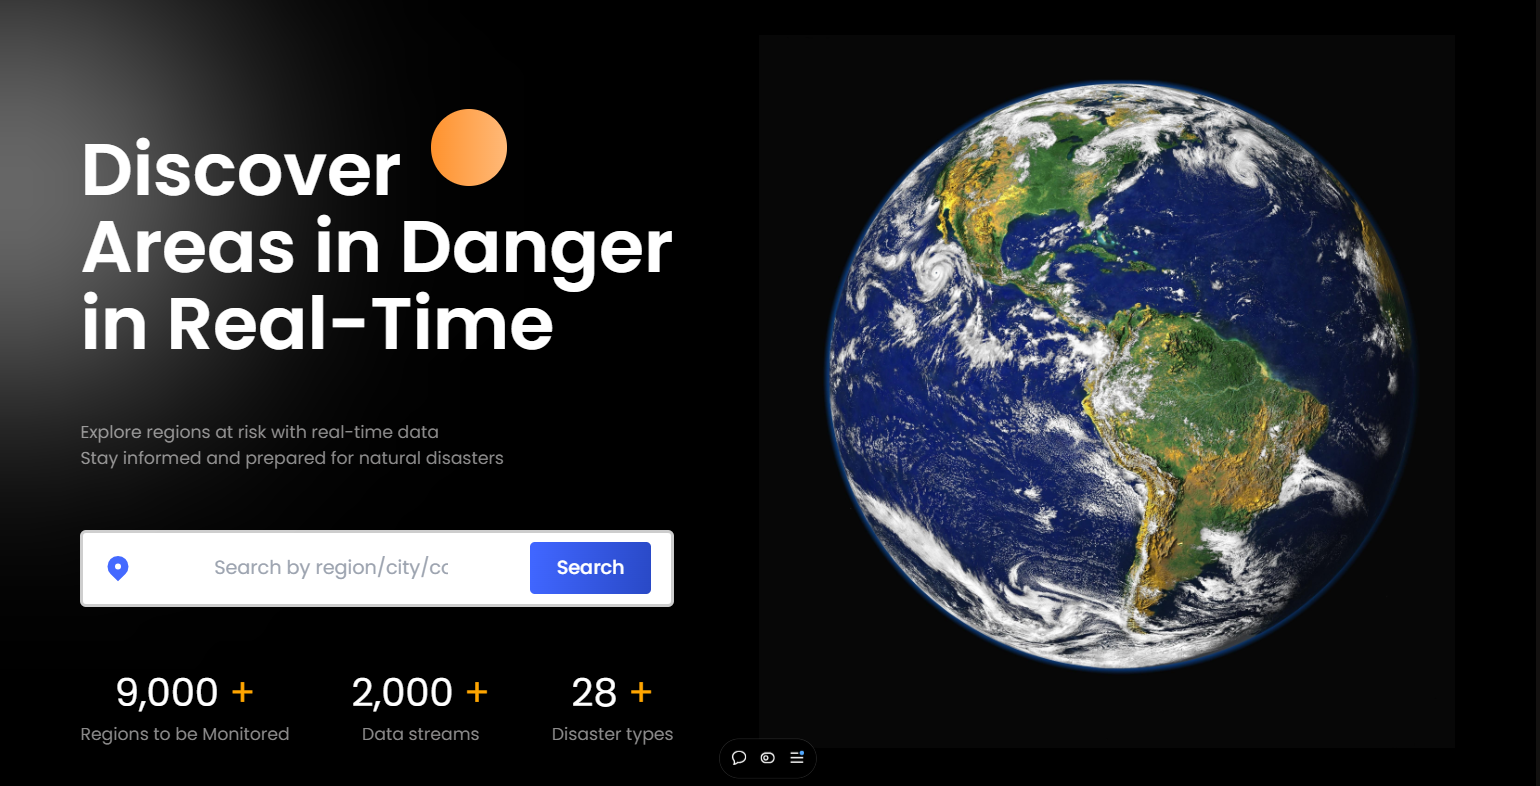 Discover
Areas in Danger
in Real-Time
Explore regions at risk with real-time data
Stay informed and prepared for natural disasters
Search by region/city/cc
Search
9,000 +
2,000 +
28 +
Regions to be Monitored
Data streams
Disaster types